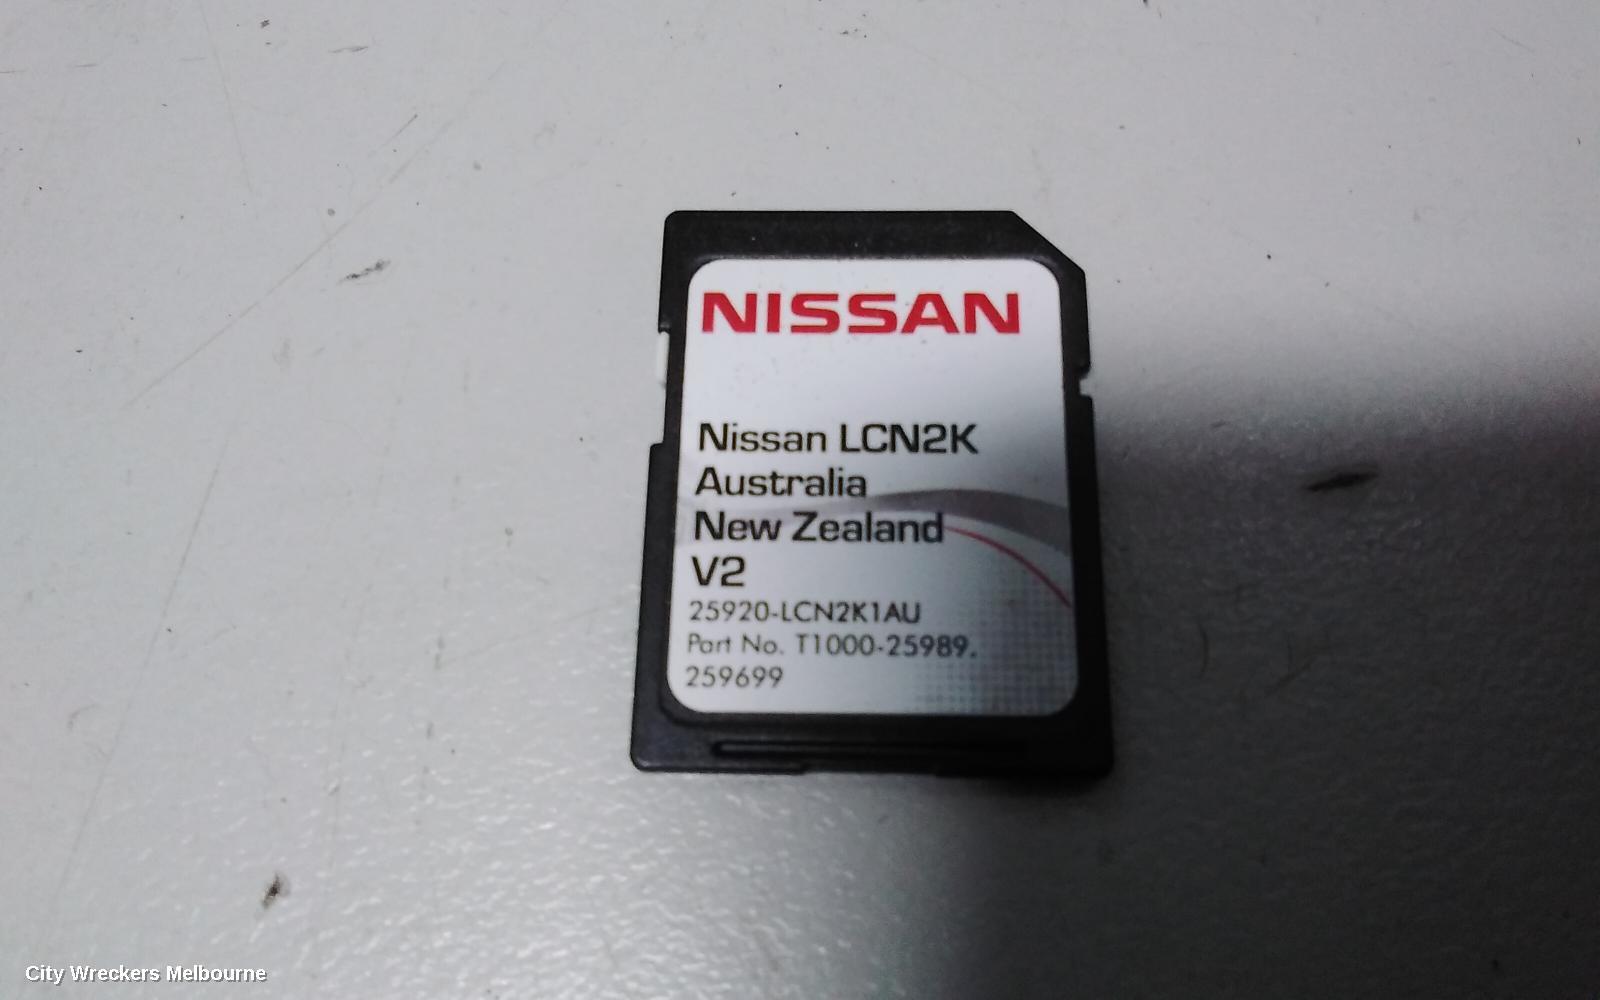 NISSAN
Nissan LCN2K
Australia
New Zealand
V2
25920-LCN2K1AU
Part No. T1000-25989.
259699
City Wreckers Melbourne